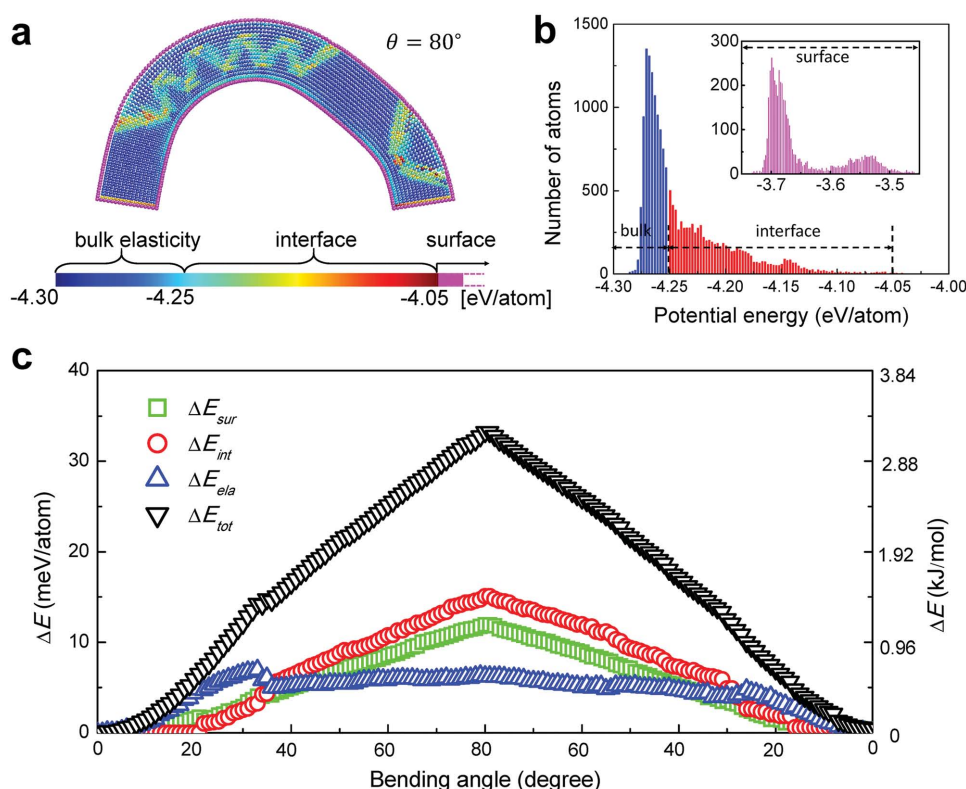 a
θ = 80°
bulk elasticity interface surface
-4.30 -4.25 -4.05 [eV/atom]
b
Number of atoms
1500
1000
500
0
300
200
100
0
surface
-3.7 -3.6 -3.5
bulk interface
-4.30 -4.25 -4.20 -4.15 -4.10 -4.05 -4.00
Potential energy (eV/atom)
c
ΔE (meV/atom)
40
30
20
10
0
ΔE_sur
ΔE_int
ΔE_ela
ΔE_tot
3.84
2.88
1.92
0.96
0
ΔE (kJ/mol)
0 20 40 60 80 60 40 20 0
Bending angle (degree)